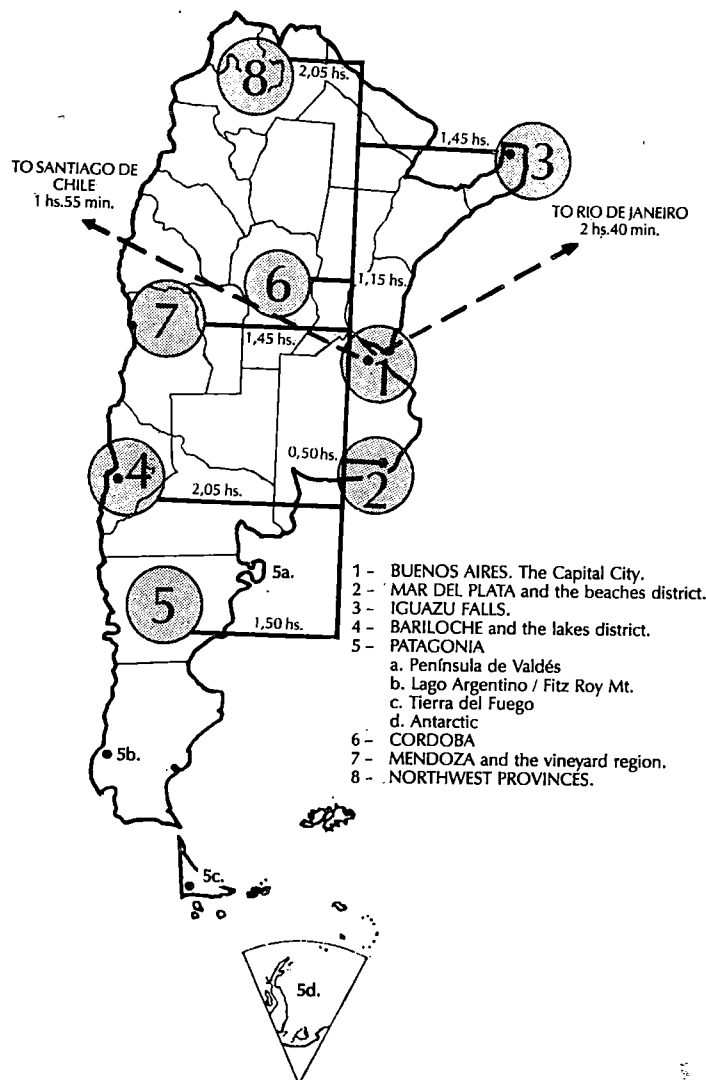 8
2,05 hs.
1,45 hs.
3
TO SANTIAGO DE
CHILE
1 hs.55 min.
TO RIO DE JANEIRO
2 hs.40 min.
6
1,15 hs.
7
1,45 hs.
1
0,50 hs.
4
2
2,05 hs.
5a.
5
1,50 hs.
1 - BUENOS AIRES. The Capital City.
2 - MAR DEL PLATA and the beaches district.
3 - IGUAZU FALLS.
4 - BARILOCHE and the lakes district.
5 - PATAGONIA
a. Península de Valdés
b. Lago Argentino / Fitz Roy Mt.
c. Tierra del Fuego
d. Antarctic
6 - CORDOBA
7 - MENDOZA and the vineyard region.
8 - NORTHWEST PROVINCES.
5b.
5c.
5d.